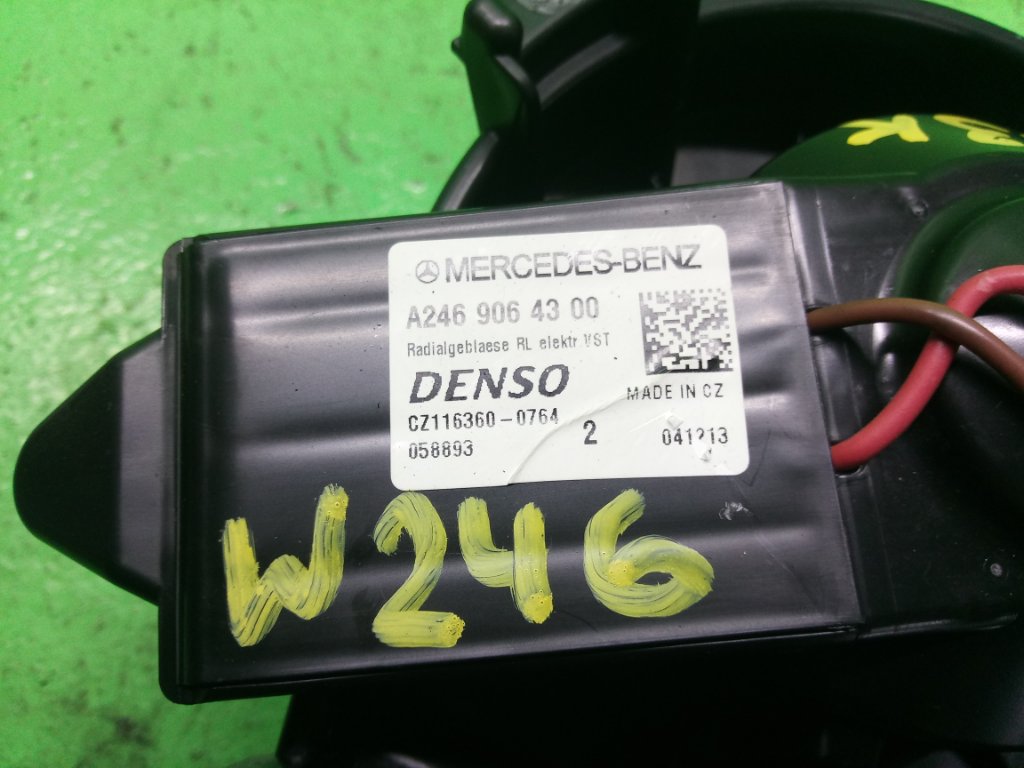 MERCEDES-BENZ
A246 906 43 00
Radialgeblaese RL elektr.VST
DENSO
MADE IN CZ
CZ116360-0764
058893
2
041213
W246
K